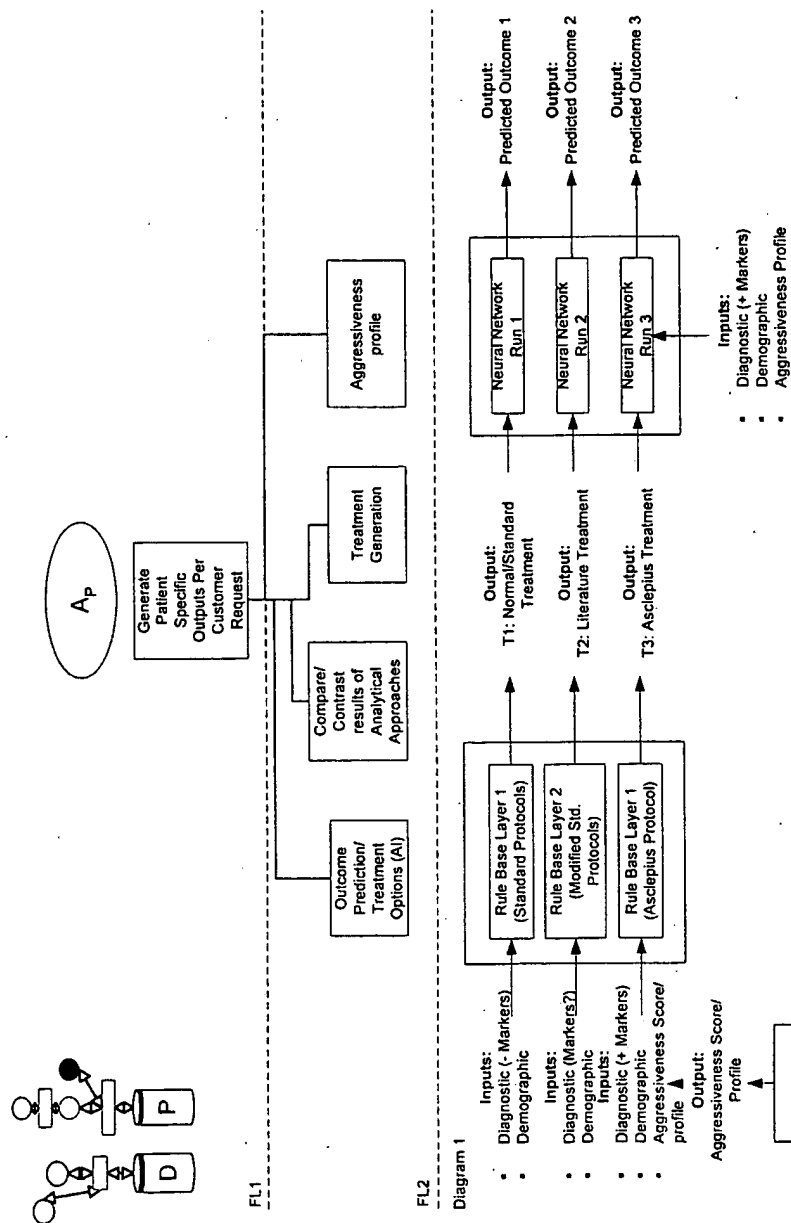 D
P
A_P
Generate
Patient
Specific
Outputs Per
Customer
Request
FL1
Outcome
Prediction/
Treatment
Options (AI)
Compare/
Contrast
results of
Analytical
Approaches
Treatment
Generation
Aggressiveness
profile
FL2
Diagram 1
Inputs:
• Diagnostic (- Markers)
• Demographic
Inputs:
• Diagnostic (Markers?)
• Demographic
Inputs:
• Diagnostic (+ Markers)
• Demographic
• Aggressiveness Score/
profile
Output:
Aggressiveness Score/
Profile
Rule Base Layer 1
(Standard Protocols)
Rule Base Layer 2
(Modified Std.
Protocols)
Rule Base Layer 1
(Asclepius Protocol)
Output:
T1: Normal/Standard
Treatment
Output:
T2: Literature Treatment
Output:
T3: Asclepius Treatment
Neural Network
Run 1
Neural Network
Run 2
Neural Network
Run 3
Inputs:
• Diagnostic (+ Markers)
• Demographic
• Aggressiveness Profile
Output:
Predicted Outcome 1
Output:
Predicted Outcome 2
Output:
Predicted Outcome 3